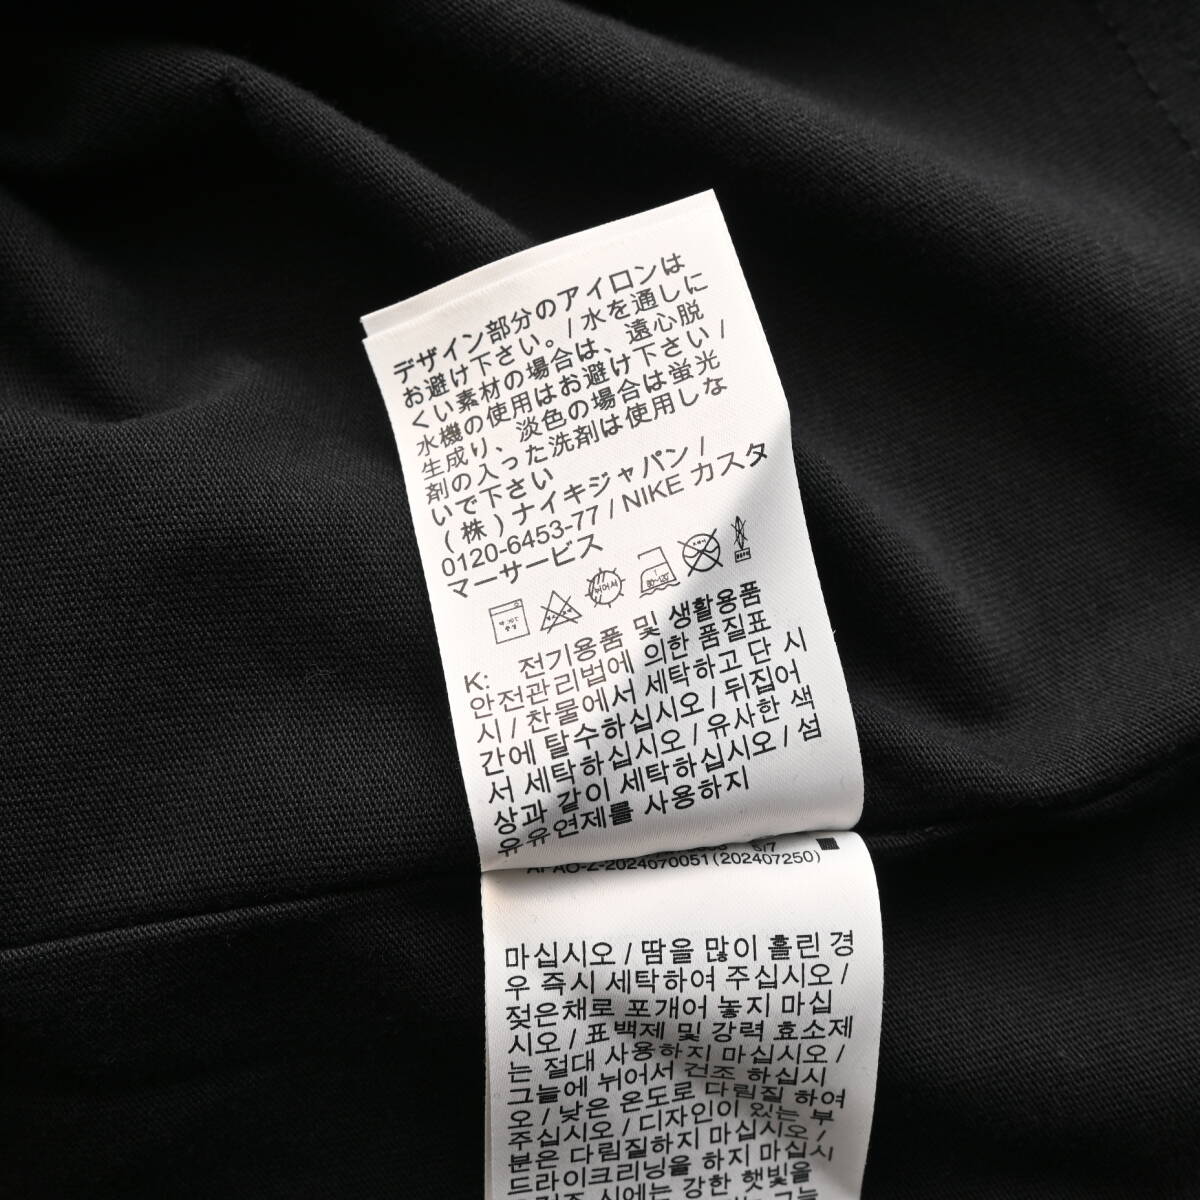 デザイン部分のアイロンは
お避け下さい。/ 水を通しに
くい素材の場合は、遠心脱
水機の使用はお避け下さい /
生成り、淡色の場合は蛍光
剤の入った洗剤は使用しな
いで下さい
(株) ナイキジャパン /
0120-6453-77 / NIKE カスタ
マーサービス
K: 전기용품 및 생활용품
안전관리법에 의한 품질표
시 / 찬물에서 세탁하고 단 시
간에 탈수하십시오 / 뒤집어
서 세탁하십시오 / 유사한 색
상과 같이 세탁하십시오 / 섬
유유연제를 사용하지
6/7
APAO-Z-2024070051 (202407250)
마십시오 / 땀을 많이 흘린 경
우 즉시 세탁하여 주십시오 /
젖은채로 포개어 놓지 마십
시오 / 표백제 및 강력 효소제
는 절대 사용하지 마십시오 /
그늘에 뉘어서 건조 하십시
오 / 낮은 온도로 다림질 하여
주십시오 / 디자인이 있는 부
분은 다림질하지 마십시오 /
드라이크리닝을 하지 마십시
강한 햇빛을